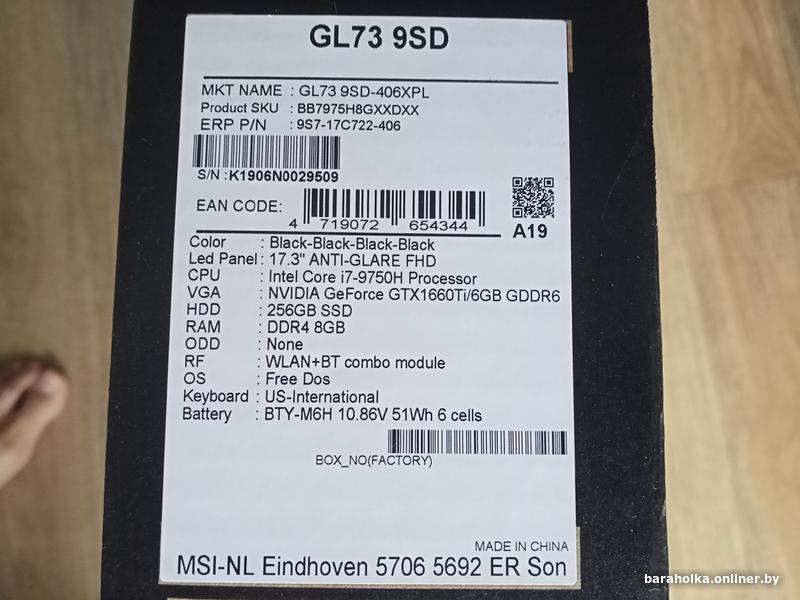 GL73 9SD
MKT NAME : GL73 9SD-406XPL
Product SKU : BB7975H8GXXDXX
ERP P/N : 9S7-17C722-406
S/N :K1906N0029509
EAN CODE:
4 719072 654344
A19
Color : Black-Black-Black-Black
Led Panel: 17.3" ANTI-GLARE FHD
CPU : Intel Core i7-9750H Processor
VGA : NVIDIA GeForce GTX1660Ti/6GB GDDR6
HDD : 256GB SSD
RAM : DDR4 8GB
ODD : None
RF : WLAN+BT combo module
OS : Free Dos
Keyboard : US-International
Battery : BTY-M6H 10.86V 51Wh 6 cells
BOX_NO(FACTORY)
MADE IN CHINA
MSI-NL Eindhoven 5706 5692 ER Son
baraholka.onliner.by